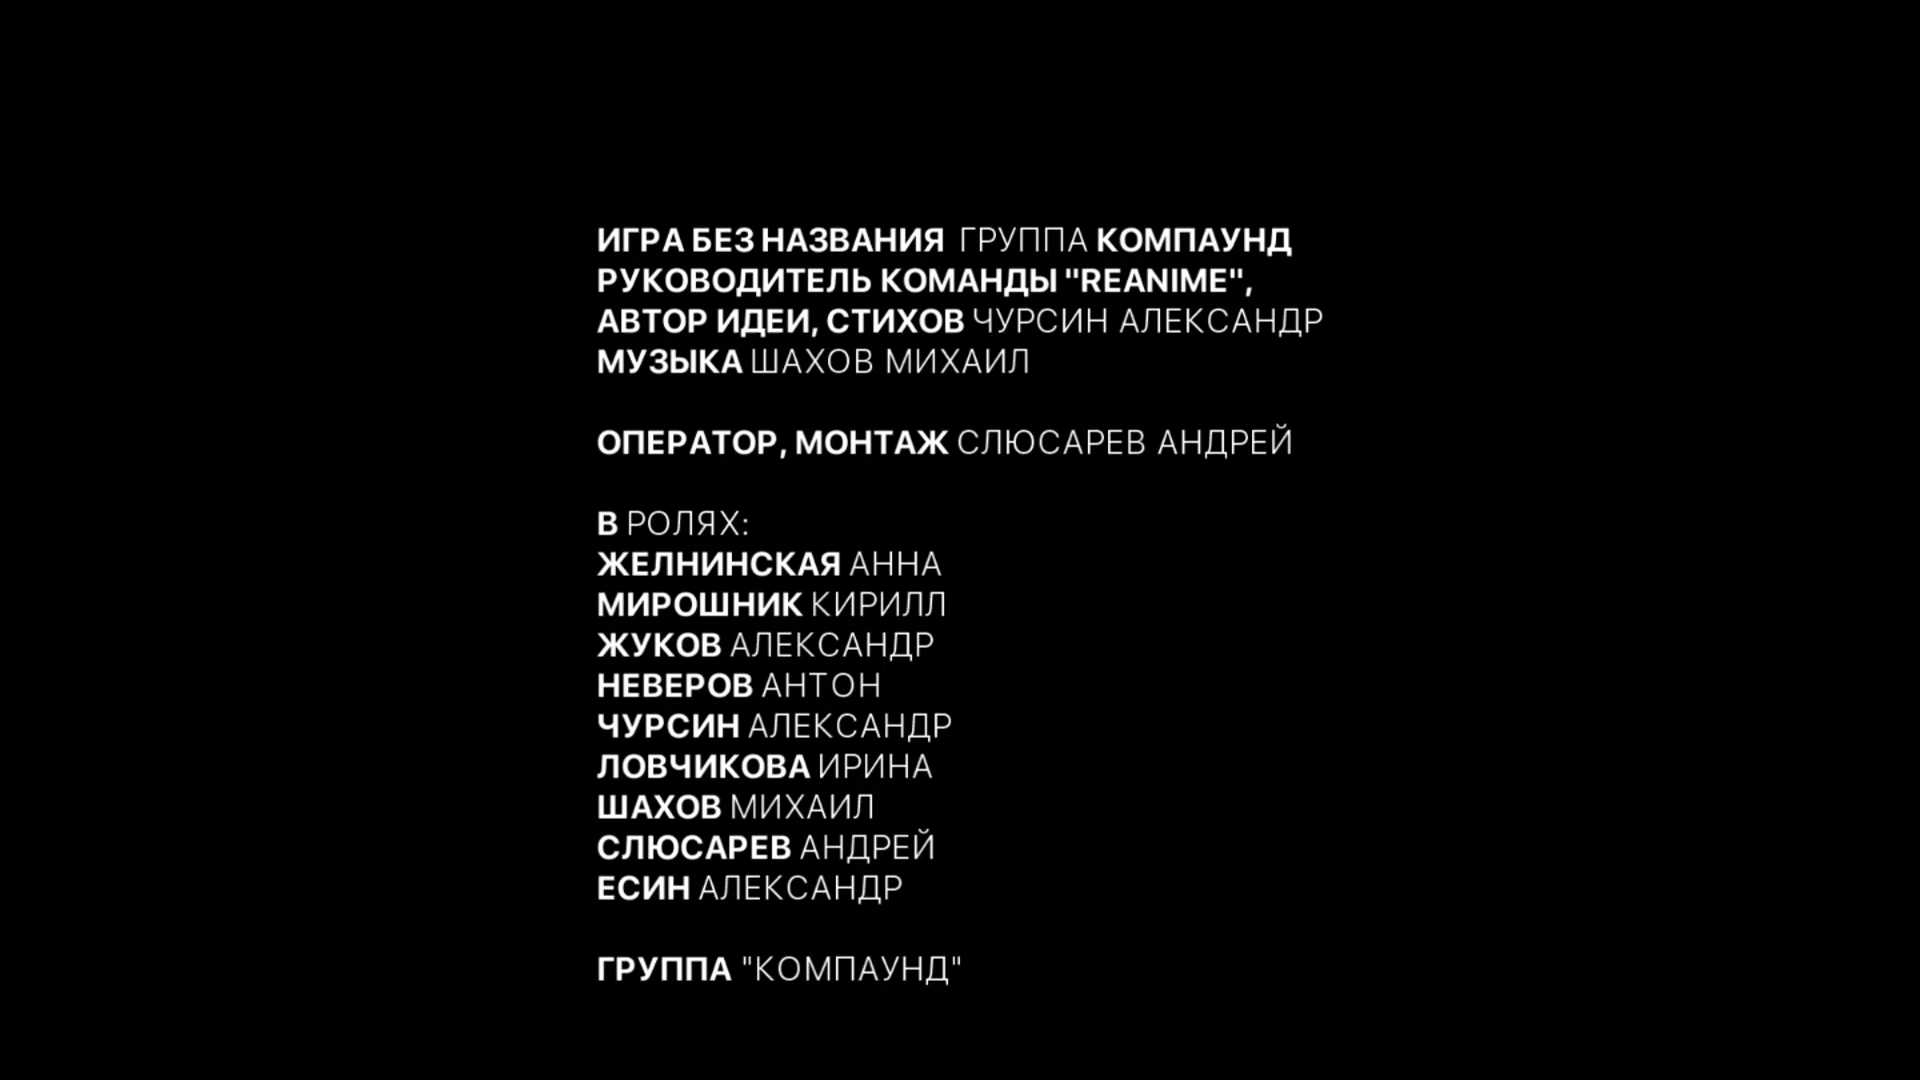 ИГРА БЕЗ НАЗВАНИЯ ГРУППА КОМПАУНД
РУКОВОДИТЕЛЬ КОМАНДЫ "REANIME",
АВТОР ИДЕИ, СТИХОВ ЧУРСИН АЛЕКСАНДР
МУЗЫКА ШАХОВ МИХАИЛ
ОПЕРАТОР, МОНТАЖ СЛЮСАРЕВ АНДРЕЙ
В РОЛЯХ:
ЖЕЛНИНСКАЯ АННА
МИРОШНИК КИРИЛЛ
ЖУКОВ АЛЕКСАНДР
НЕВЕРОВ АНТОН
ЧУРСИН АЛЕКСАНДР
ЛОВЧИКОВА ИРИНА
ШАХОВ МИХАИЛ
СЛЮСАРЕВ АНДРЕЙ
ЕСИН АЛЕКСАНДР
ГРУППА "КОМПАУНД"